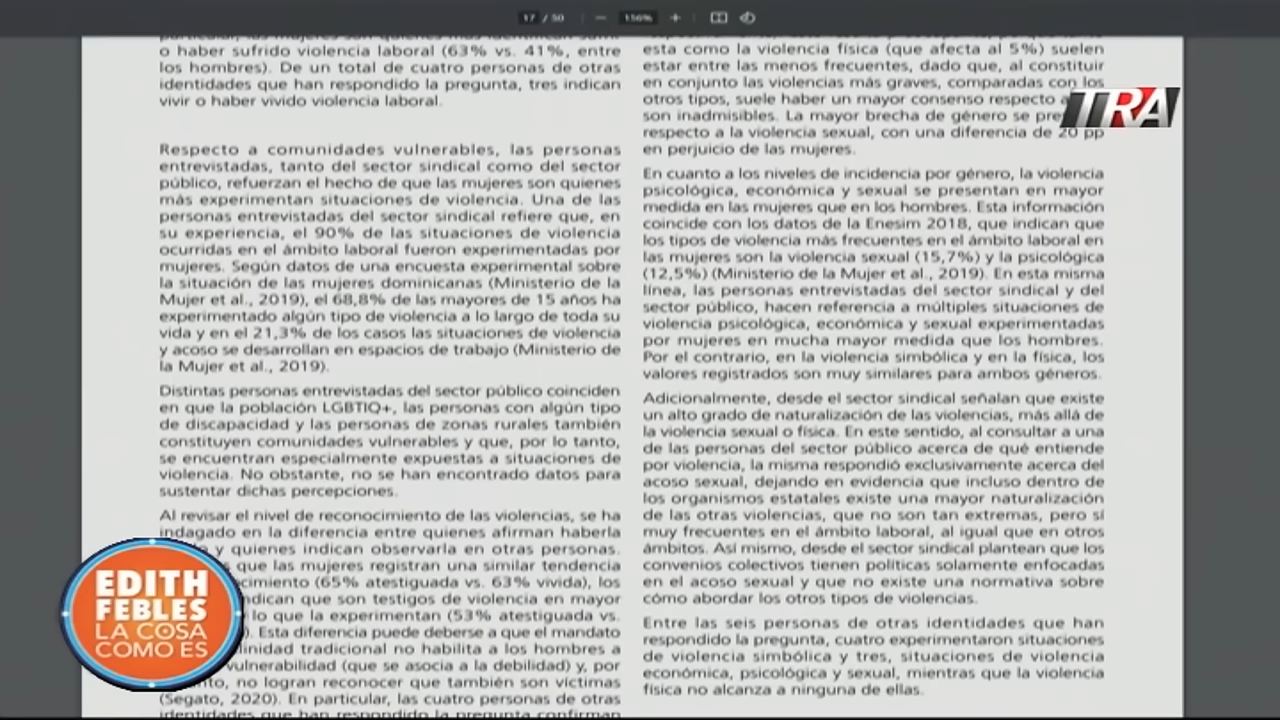 17 / 50
156%
o haber sufrido violencia laboral (63% vs. 41%, entre
los hombres). De un total de cuatro personas de otras
identidades que han respondido la pregunta, tres indican
vivir o haber vivido violencia laboral.
Respecto a comunidades vulnerables, las personas
entrevistadas, tanto del sector sindical como del sector
público, refuerzan el hecho de que las mujeres son quienes
más experimentan situaciones de violencia. Una de las
personas entrevistadas del sector sindical refiere que, en
su experiencia, el 90% de las situaciones de violencia
ocurridas en el ámbito laboral fueron experimentadas por
mujeres. Según datos de una encuesta experimental sobre
la situación de las mujeres dominicanas (Ministerio de la
Mujer et al., 2019), el 68,8% de las mayores de 15 años ha
experimentado algún tipo de violencia a lo largo de toda su
vida y en el 21,3% de los casos las situaciones de violencia
y acoso se desarrollan en espacios de trabajo (Ministerio de
la Mujer et al., 2019).
Distintas personas entrevistadas del sector público coinciden
en que la población LGBTIQ+, las personas con algún tipo
de discapacidad y las personas de zonas rurales también
constituyen comunidades vulnerables y que, por lo tanto,
se encuentran especialmente expuestas a situaciones de
violencia. No obstante, no se han encontrado datos para
sustentar dichas percepciones.
Al revisar el nivel de reconocimiento de las violencias, se ha
indagado en la diferencia entre quienes afirman haberla
y quienes indican observarla en otras personas.
que las mujeres registran una similar tendencia
cimiento (65% atestiguada vs. 63% vivida), los
ndican que son testigos de violencia en mayor
lo que la experimentan (53% atestiguada vs.
). Esta diferencia puede deberse a que el mandato
linidad tradicional no habilita a los hombres a
vulnerabilidad (que se asocia a la debilidad) y, por
nto, no logran reconocer que también son víctimas
(Segato, 2020). En particular, las cuatro personas de otras
identidades que han respondido la pregunta confirman
esta como la violencia física (que afecta al 5%) suelen
estar entre las menos frecuentes, dado que, al constituir
en conjunto las violencias más graves, comparadas con los
otros tipos, suele haber un mayor consenso respecto a
son inadmisibles. La mayor brecha de género se pre
respecto a la violencia sexual, con una diferencia de 20 pp
en perjuicio de las mujeres.
En cuanto a los niveles de incidencia por género, la violencia
psicológica, económica y sexual se presentan en mayor
medida en las mujeres que en los hombres. Esta información
coincide con los datos de la Enesim 2018, que indican que
los tipos de violencia más frecuentes en el ámbito laboral en
las mujeres son la violencia sexual (15,7%) y la psicológica
(12,5%) (Ministerio de la Mujer et al., 2019). En esta misma
línea, las personas entrevistadas del sector sindical y del
sector público, hacen referencia a múltiples situaciones de
violencia psicológica, económica y sexual experimentadas
por mujeres en mucha mayor medida que los hombres.
Por el contrario, en la violencia simbólica y en la física, los
valores registrados son muy similares para ambos géneros.
Adicionalmente, desde el sector sindical señalan que existe
un alto grado de naturalización de las violencias, más allá de
la violencia sexual o física. En este sentido, al consultar a una
de las personas del sector público acerca de qué entiende
por violencia, la misma respondió exclusivamente acerca del
acoso sexual, dejando en evidencia que incluso dentro de
los organismos estatales existe una mayor naturalización
de las otras violencias, que no son tan extremas, pero sí
muy frecuentes en el ámbito laboral, al igual que en otros
ámbitos. Así mismo, desde el sector sindical plantean que los
convenios colectivos tienen políticas solamente enfocadas
en el acoso sexual y que no existe una normativa sobre
cómo abordar los otros tipos de violencias.
Entre las seis personas de otras identidades que han
respondido la pregunta, cuatro experimentaron situaciones
de violencia simbólica y tres, situaciones de violencia
económica, psicológica y sexual, mientras que la violencia
física no alcanza a ninguna de ellas.
TRA
EDITH
FEBLES
LA COSA
COMO ES